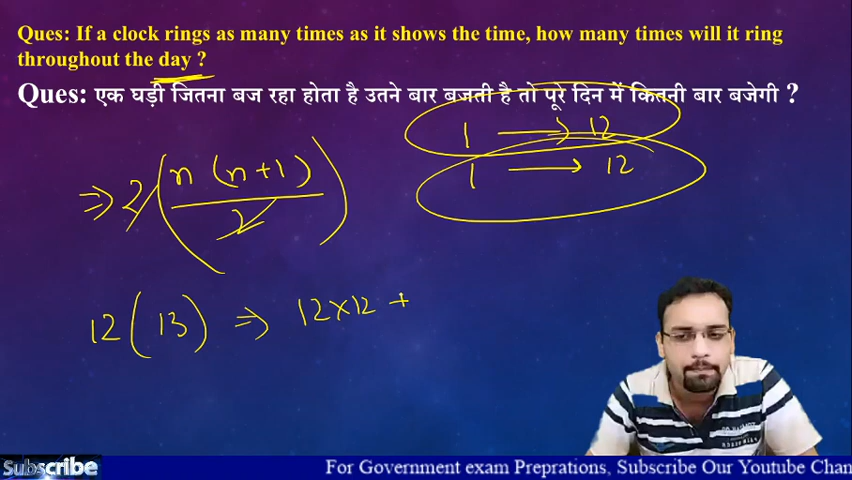 Ques: If a clock rings as many times as it shows the time, how many times will it ring
throughout the day ?
Ques: एक घड़ी जितना बज रहा होता है उतने बार बजती है तो पूरे दिन में कितनी बार बजेगी ?
1 → 12
1 → 12
⇒ 2 ( n (n+1) / 2 )
12 ( 13 ) ⇒ 12×12 +
Subscribe
For Government exam Preprations, Subscribe Our Youtube Chan